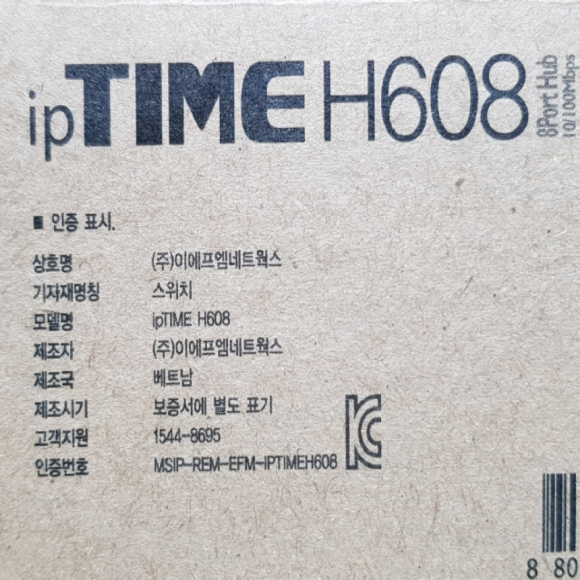 ipTIME H608
8Port Hub
10/100Mbps
■ 인증 표시.
상호명 (주)이에프엠네트웍스
기자재명칭 스위치
모델명 ipTIME H608
제조자 (주)이에프엠네트웍스
제조국 베트남
제조시기 보증서에 별도 표기
고객지원 1544-8695
인증번호 MSIP-REM-EFM-IPTIMEH608
8 80